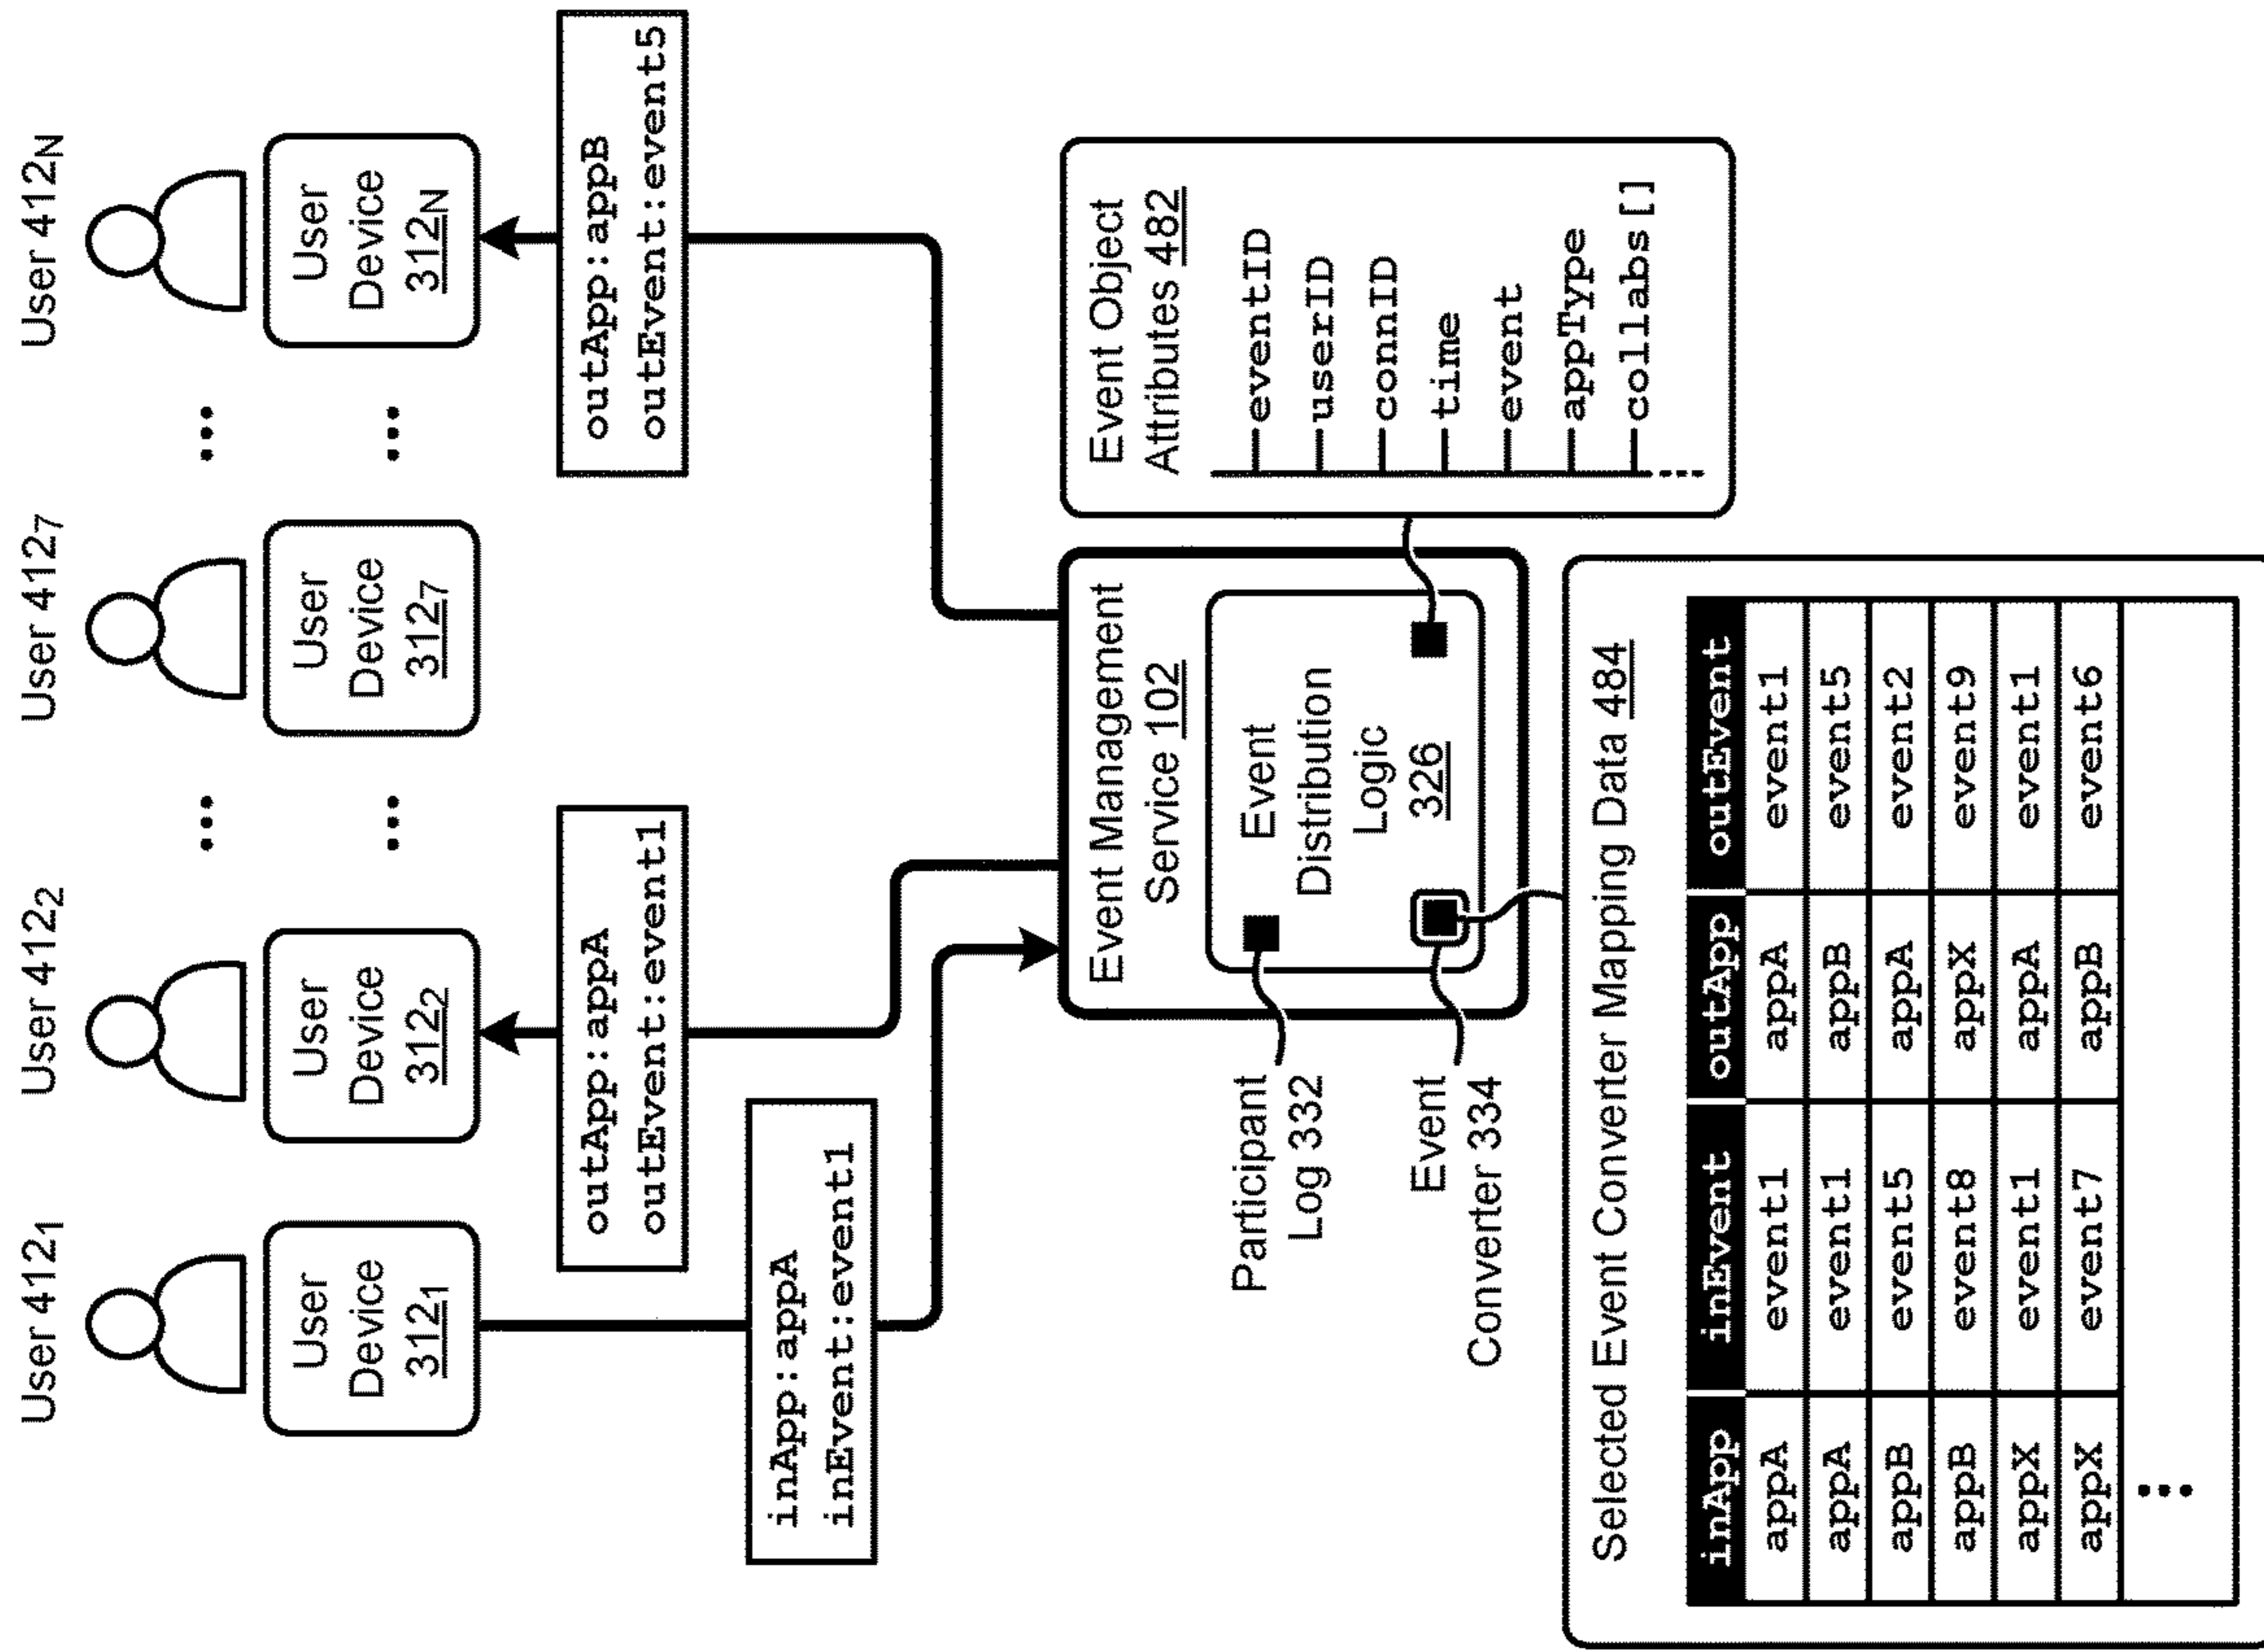 User 412₁
User 412₂
User 412₇
User 412N
...
...
User
Device
312₁
User
Device
312₂
...
User
Device
312₇
...
User
Device
312N
outApp:appA
outEvent:event1
outApp:appB
outEvent:event5
inApp:appA
inEvent:event1
Event Management
Service 102
Event
Distribution
Logic
326
Participant
Log 332
Event
Converter 334
Event Object
Attributes 482
eventID
userID
connID
time
event
appType
collabs[]
Selected Event Converter Mapping Data 484
inApp inEvent outApp outEvent
appA event1 appA event1
appA event1 appB event5
appB event5 appA event2
appB event8 appX event9
appX event1 appA event1
appX event7 appB event6
...